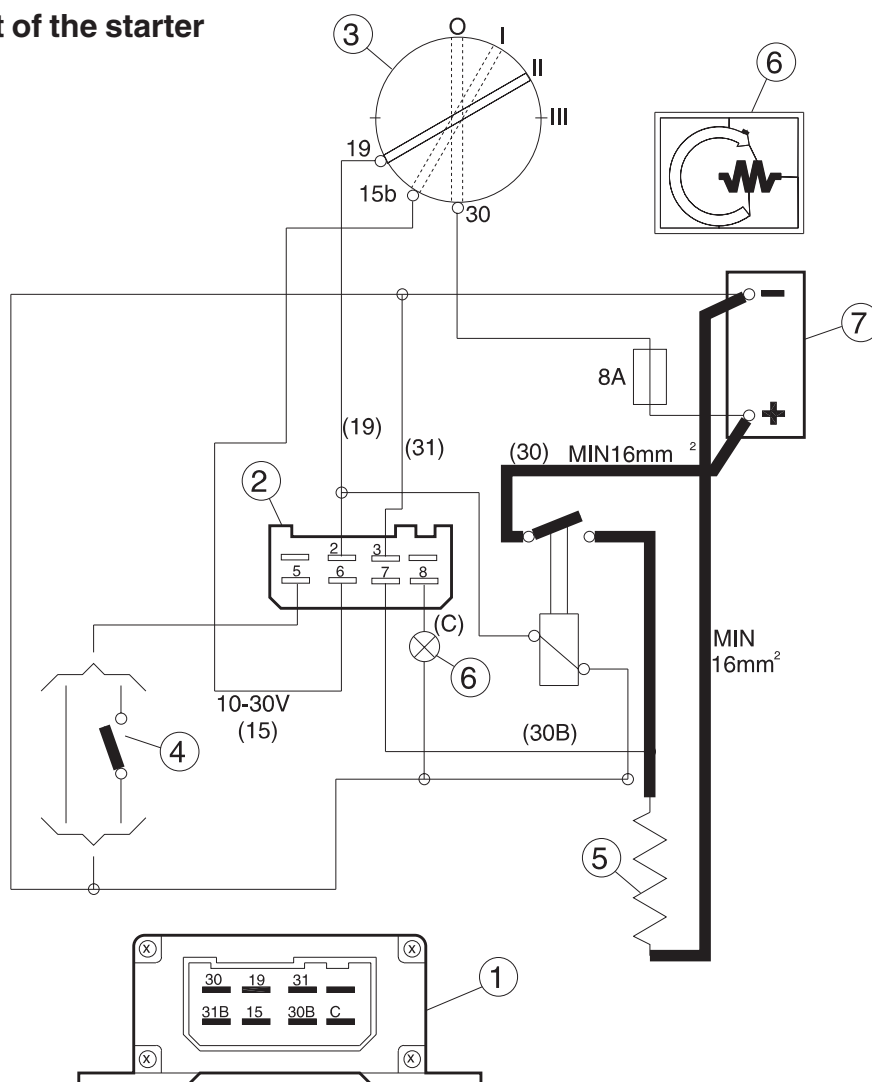 t of the starter
3
O
I
II
III
6
19
15b
30
7
8A
(19)
(31)
(30)
MIN16mm 2
2
2
3
5
6
7
8
(C)
6
MIN
16mm2
10-30V
(15)
(30B)
4
5
1
30
19
31
31B
15
30B
C
x
x
x
x